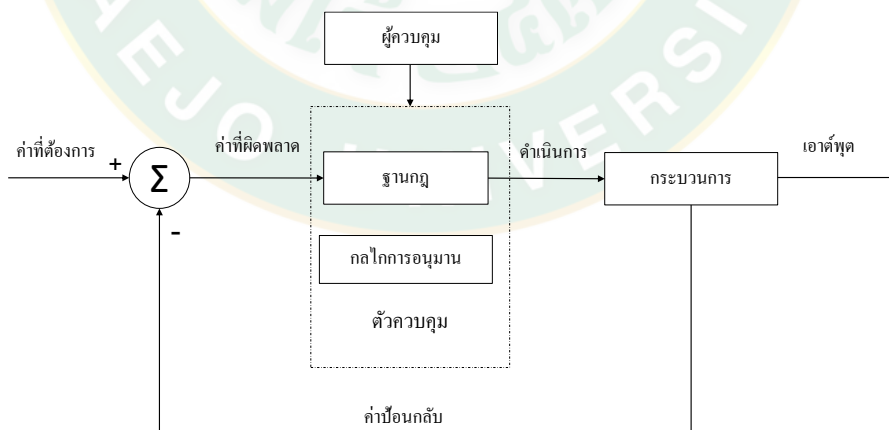 ผู้ควบคุม
ค่าที่ต้องการ
+
Σ
-
ค่าที่ผิดพลาด
ฐานกฎ
ดำเนินการ
กระบวนการ
เอาต์พุต
กลไกการอนุมาน
ตัวควบคุม
ค่าป้อนกลับ